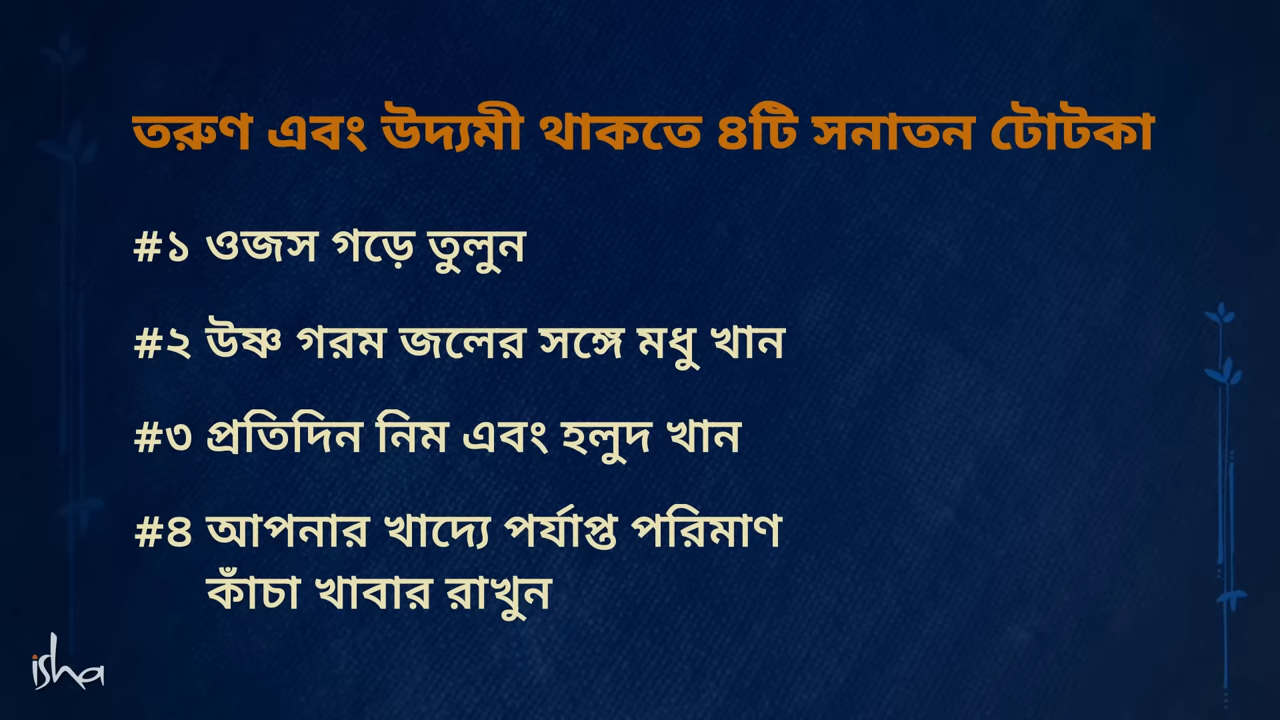 তরুণ এবং উদ্যমী থাকতে ৪টি সনাতন টোটকা
#১ ওজস গড়ে তুলুন
#২ উষ্ণ গরম জলের সঙ্গে মধু খান
#৩ প্রতিদিন নিম এবং হলুদ খান
#৪ আপনার খাদ্যে পর্যাপ্ত পরিমাণ
কাঁচা খাবার রাখুন
isha